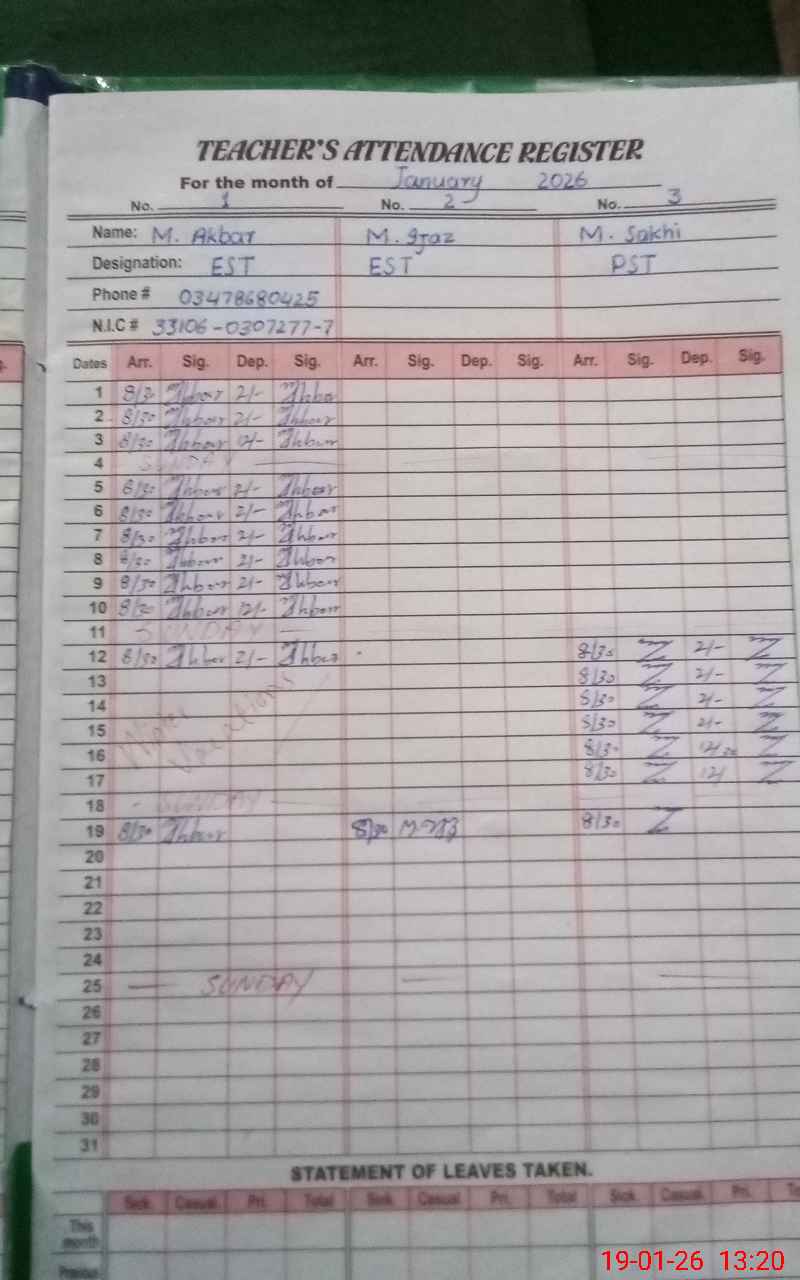 TEACHER'S ATTENDANCE REGISTER
For the month of January 2026
No. 1 No. 2 No. 3
Name: M. Akbar M. Ijaz M. Sakhi
Designation: EST EST PST
Phone # 03478680425
N.I.C # 33106-0307277-7
Dates Arr. Sig. Dep. Sig. Arr. Sig. Dep. Sig. Arr. Sig. Dep. Sig.
1 8/30 Akbar 2/- Akbar
2 8/30 Akbar 2/- Akbar
3 8/30 Akbar 12/- Akbar
4 SUNDAY
5 8/30 Akbar 2/- Akbar
6 8/30 Akbar 2/- Akbar
7 8/30 Akbar 2/- Akbar
8 8/30 Akbar 2/- Akbar
9 8/30 Akbar 2/- Akbar
10 8/30 Akbar 12/- Akbar
11 SUNDAY
12 8/30 Akbar 2/- Akbar 8/30 Z 2/- Z
13 8/30 Z 2/- Z
14 8/30 Z 2/- Z
15 Winter Vacations 8/30 Z 2/- Z
16 8/30 Z 12/30 Z
17 8/30 Z 12/ Z
18 - SUNDAY
19 8/30 Akbar 8/30 8/30 Z
20
21
22
23
24
25 — SUNDAY —
26
27
28
29
30
31
STATEMENT OF LEAVES TAKEN.
Sick Casual Pri. Total Sick Casual Pri. Total Sick Casual Pri.
This month
Previous
19-01-26 13:20